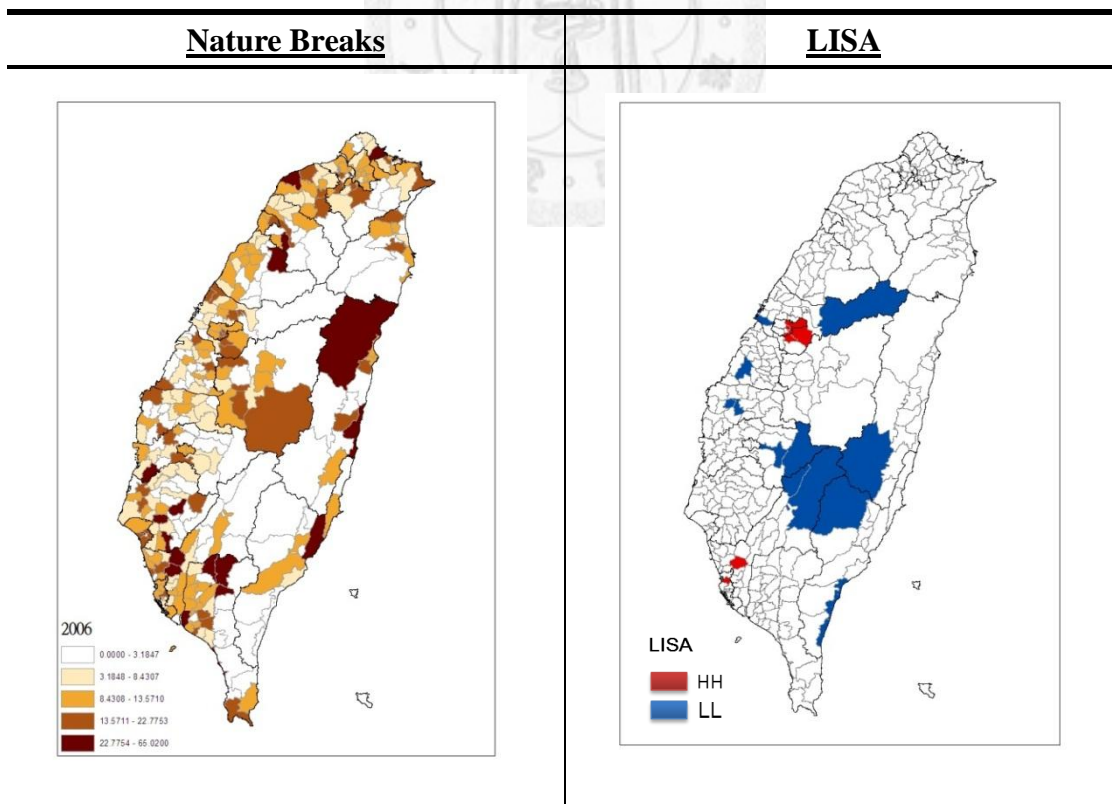 Nature Breaks
LISA
2006
0.0000 - 3.1847
3.1848 - 8.4307
8.4308 - 13.5710
13.5711 - 22.7753
22.7754 - 65.0200
LISA
HH
LL